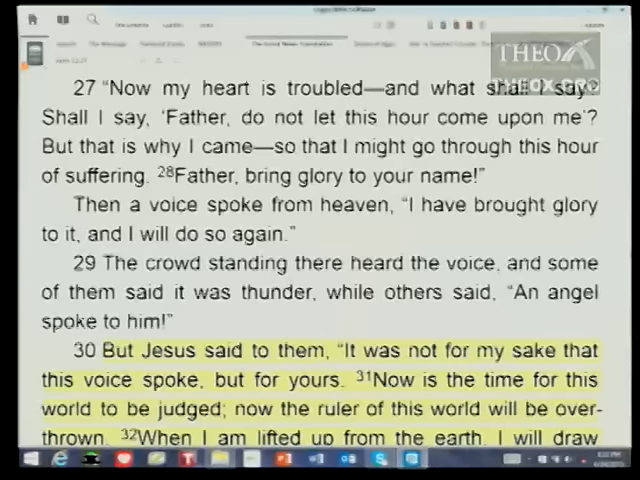 THEO
THEOX.ORG
27 “Now my heart is troubled—and what shall I say?
Shall I say, ‘Father, do not let this hour come upon me’?
But that is why I came—so that I might go through this hour
of suffering. 28Father, bring glory to your name!”
Then a voice spoke from heaven, “I have brought glory
to it, and I will do so again.”
29 The crowd standing there heard the voice, and some
of them said it was thunder, while others said, “An angel
spoke to him!”
30 But Jesus said to them, “It was not for my sake that
this voice spoke, but for yours. 31Now is the time for this
world to be judged; now the ruler of this world will be over-
thrown. 32When I am lifted up from the earth, I will draw